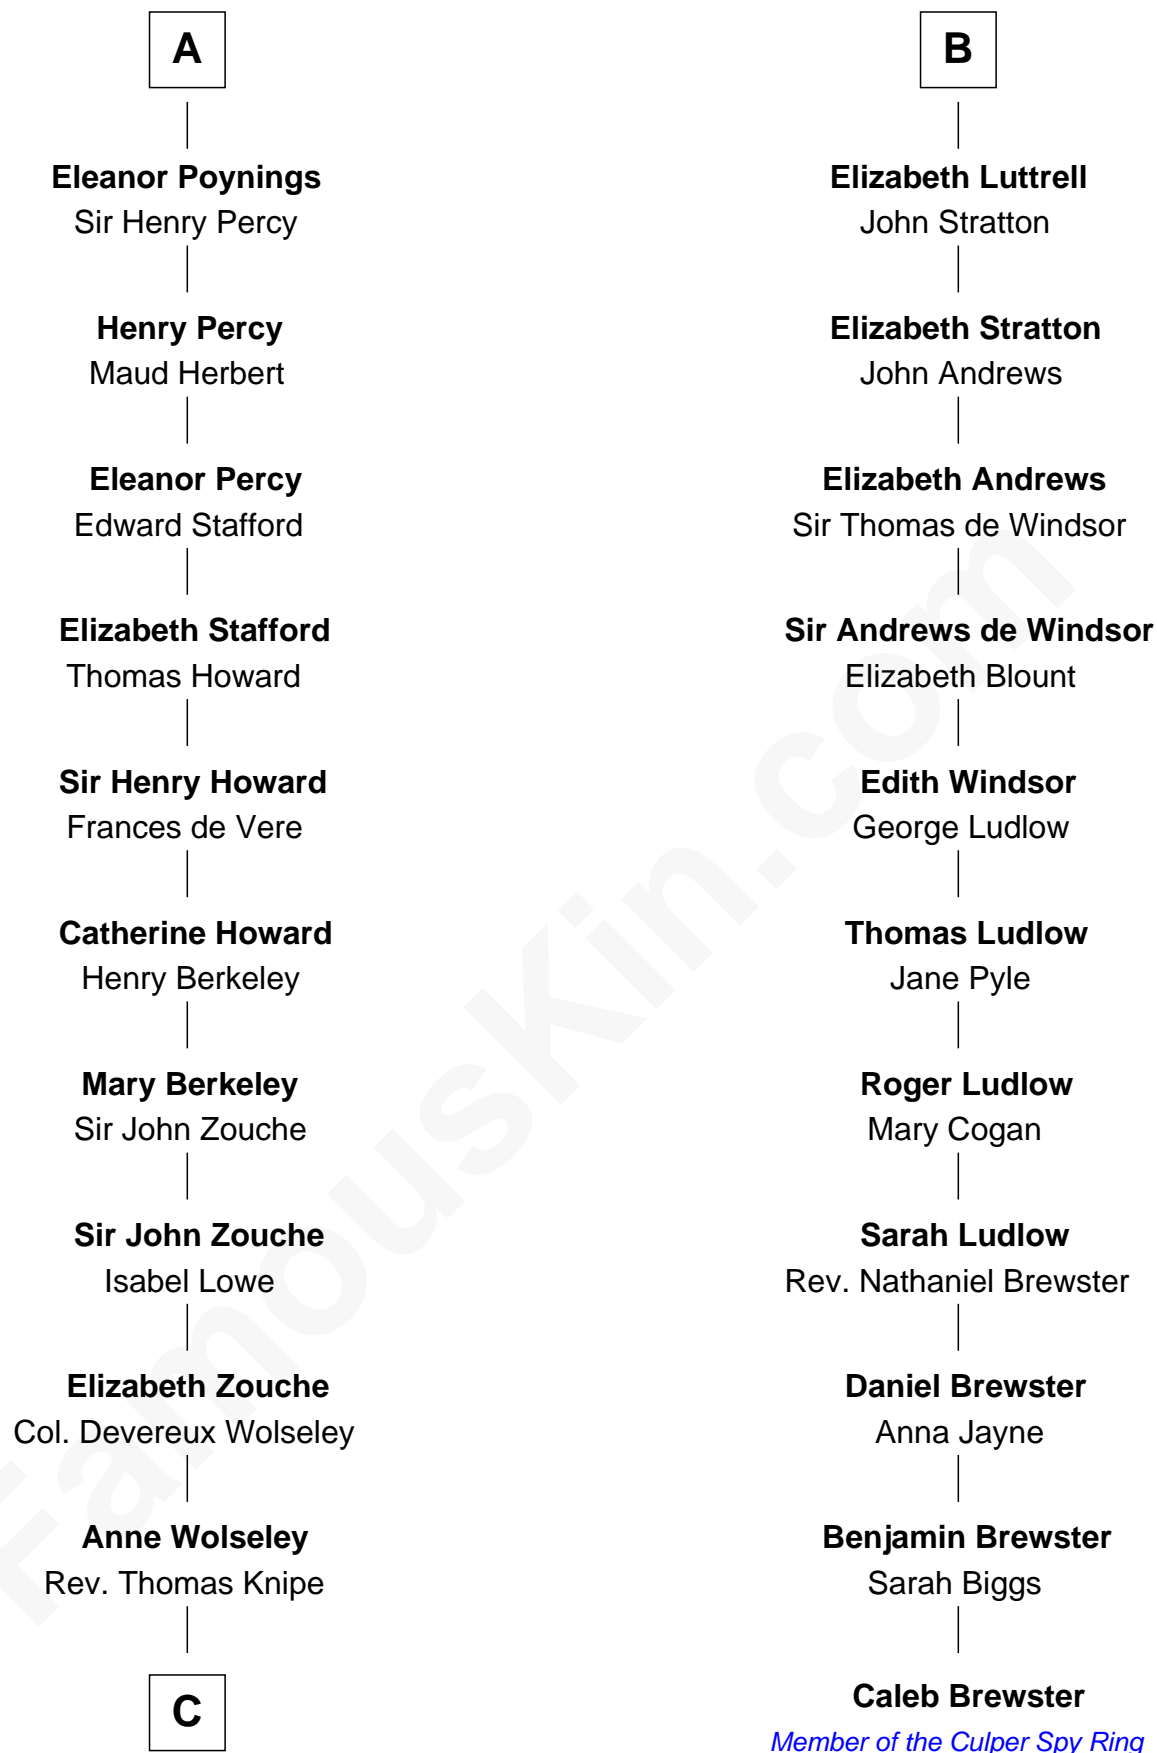 A
Eleanor Poynings
Sir Henry Percy
Henry Percy
Maud Herbert
Eleanor Percy
Edward Stafford
Elizabeth Stafford
Thomas Howard
Sir Henry Howard
Frances de Vere
Catherine Howard
Henry Berkeley
Mary Berkeley
Sir John Zouche
Sir John Zouche
Isabel Lowe
Elizabeth Zouche
Col. Devereux Wolseley
Anne Wolseley
Rev. Thomas Knipe
C
B
Elizabeth Luttrell
John Stratton
Elizabeth Stratton
John Andrews
Elizabeth Andrews
Sir Thomas de Windsor
Sir Andrews de Windsor
Elizabeth Blount
Edith Windsor
George Ludlow
Thomas Ludlow
Jane Pyle
Roger Ludlow
Mary Cogan
Sarah Ludlow
Rev. Nathaniel Brewster
Daniel Brewster
Anna Jayne
Benjamin Brewster
Sarah Biggs
Caleb Brewster
Member of the Culper Spy Ring
FamousKin.com